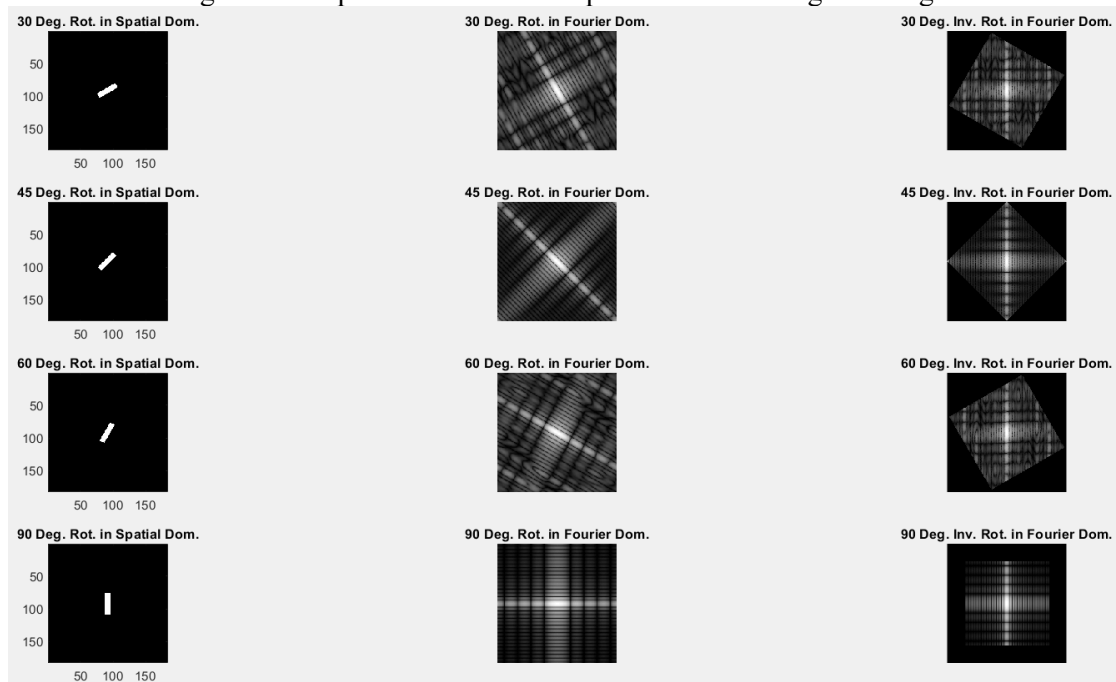 30 Deg. Rot. in Spatial Dom. 30 Deg. Rot. in Fourier Dom. 30 Deg. Inv. Rot. in Fourier Dom.
50
100
150
50 100 150
45 Deg. Rot. in Spatial Dom. 45 Deg. Rot. in Fourier Dom. 45 Deg. Inv. Rot. in Fourier Dom.
50
100
150
50 100 150
60 Deg. Rot. in Spatial Dom. 60 Deg. Rot. in Fourier Dom. 60 Deg. Inv. Rot. in Fourier Dom.
50
100
150
50 100 150
90 Deg. Rot. in Spatial Dom. 90 Deg. Rot. in Fourier Dom. 90 Deg. Inv. Rot. in Fourier Dom.
50
100
150
50 100 150